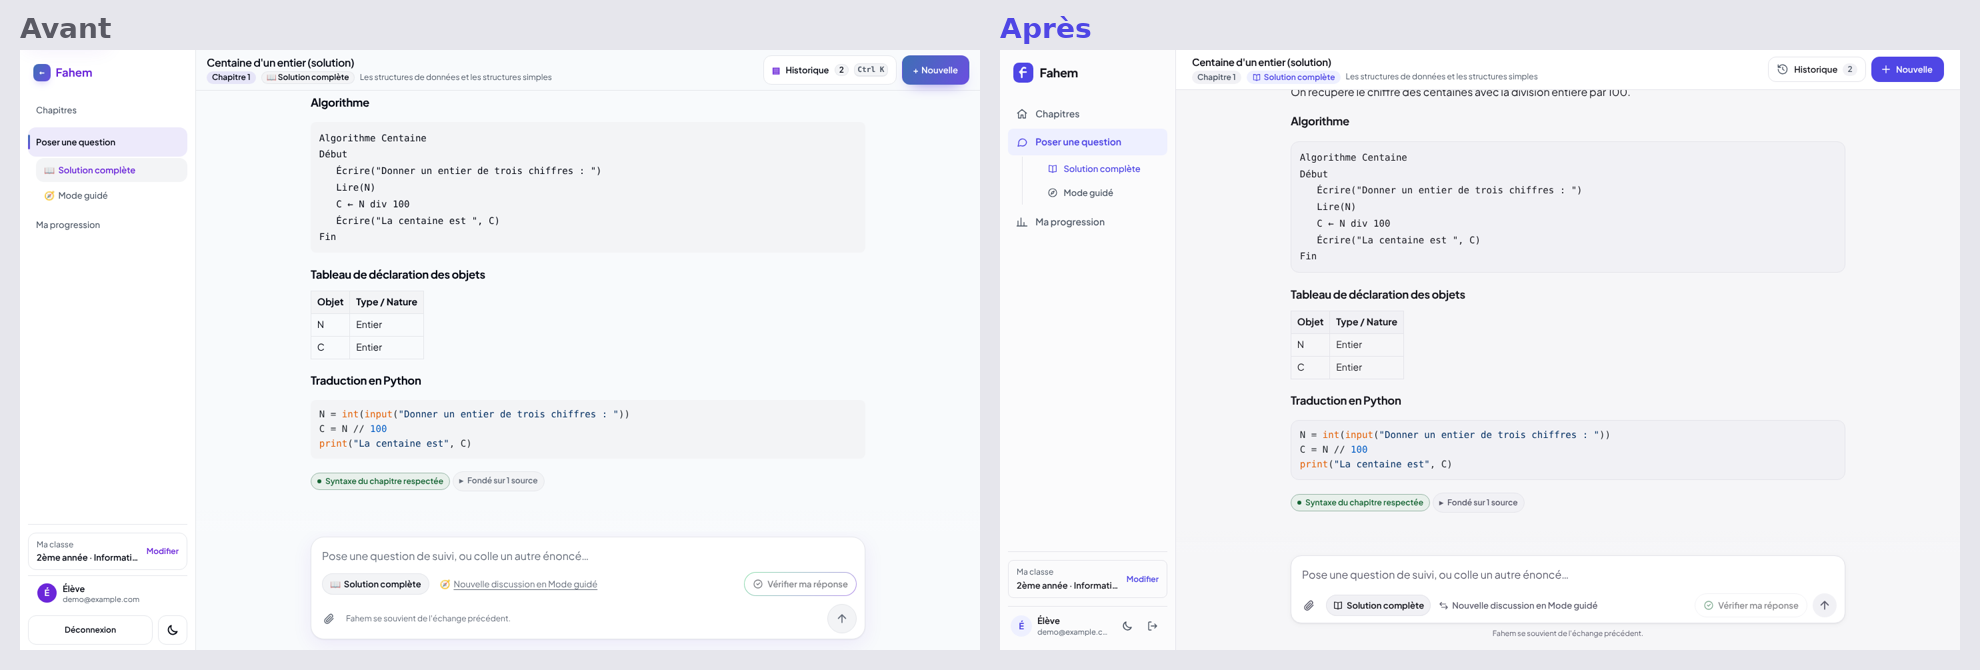 Avant
← Fahem
Chapitres
Poser une question
📖 Solution complète
🧭 Mode guidé
Ma progression
Ma classe
2ème année · Informati... Modifier
É Élève
demo@example.com
Déconnexion
Centaine d'un entier (solution)
Chapitre 1 📖 Solution complète Les structures de données et les structures simples
Historique 2 Ctrl K + Nouvelle
Algorithme
Algorithme Centaine
Début
Écrire("Donner un entier de trois chiffres : ")
Lire(N)
C ← N div 100
Écrire("La centaine est ", C)
Fin
Tableau de déclaration des objets
Objet Type / Nature
N Entier
C Entier
Traduction en Python
N = int(input("Donner un entier de trois chiffres : "))
C = N // 100
print("La centaine est", C)
● Syntaxe du chapitre respectée ▸ Fondé sur 1 source
Pose une question de suivi, ou colle un autre énoncé...
📖 Solution complète 🧭 Nouvelle discussion en Mode guidé Vérifier ma réponse
Fahem se souvient de l'échange précédent.
Après
F Fahem
Chapitres
Poser une question
Solution complète
Mode guidé
Ma progression
Ma classe
2ème année · Informati... Modifier
É Élève
demo@example.c...
Centaine d'un entier (solution)
Chapitre 1 Solution complète Les structures de données et les structures simples
Historique 2 + Nouvelle
On récupère le chiffre des centaines avec la division entière par 100.
Algorithme
Algorithme Centaine
Début
Écrire("Donner un entier de trois chiffres : ")
Lire(N)
C ← N div 100
Écrire("La centaine est ", C)
Fin
Tableau de déclaration des objets
Objet Type / Nature
N Entier
C Entier
Traduction en Python
N = int(input("Donner un entier de trois chiffres : "))
C = N // 100
print("La centaine est", C)
● Syntaxe du chapitre respectée ▸ Fondé sur 1 source
Pose une question de suivi, ou colle un autre énoncé...
Solution complète Nouvelle discussion en Mode guidé Vérifier ma réponse
Fahem se souvient de l'échange précédent.